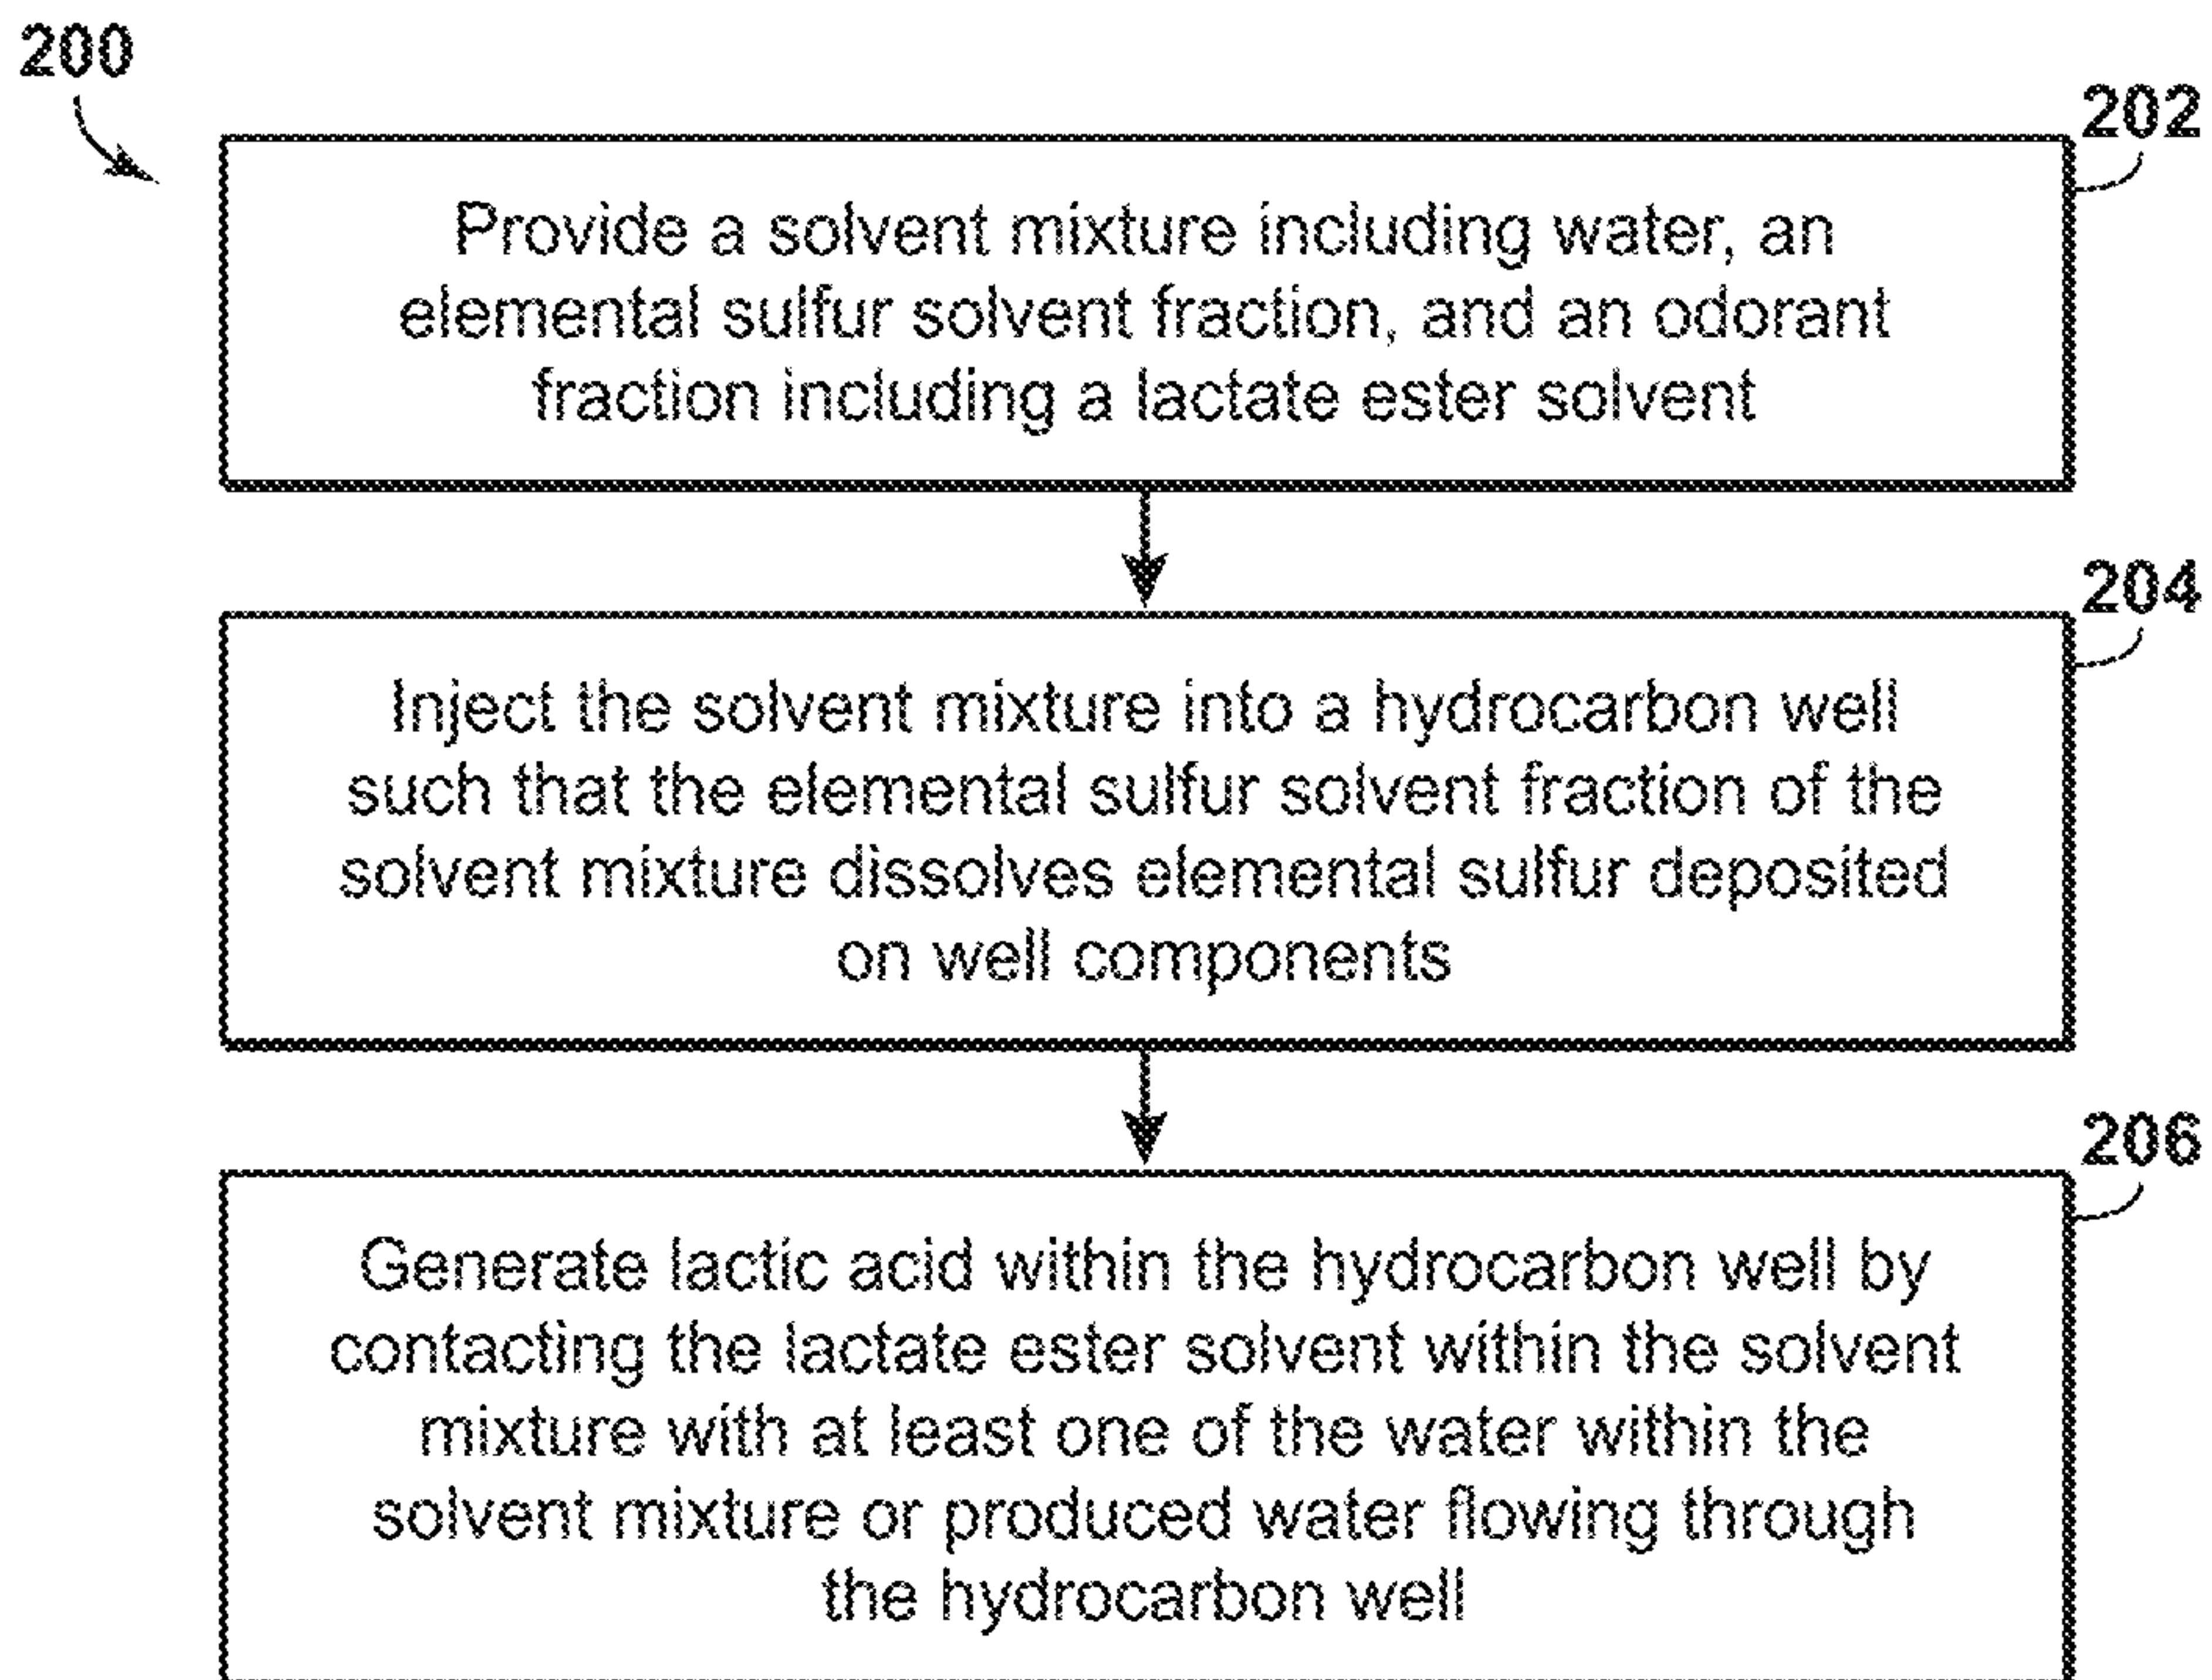 200
202
Provide a solvent mixture including water, an
elemental sulfur solvent fraction, and an odorant
fraction including a lactate ester solvent
204
Inject the solvent mixture into a hydrocarbon well
such that the elemental sulfur solvent fraction of the
solvent mixture dissolves elemental sulfur deposited
on well components
206
Generate lactic acid within the hydrocarbon well by
contacting the lactate ester solvent within the solvent
mixture with at least one of the water within the
solvent mixture or produced water flowing through
the hydrocarbon well